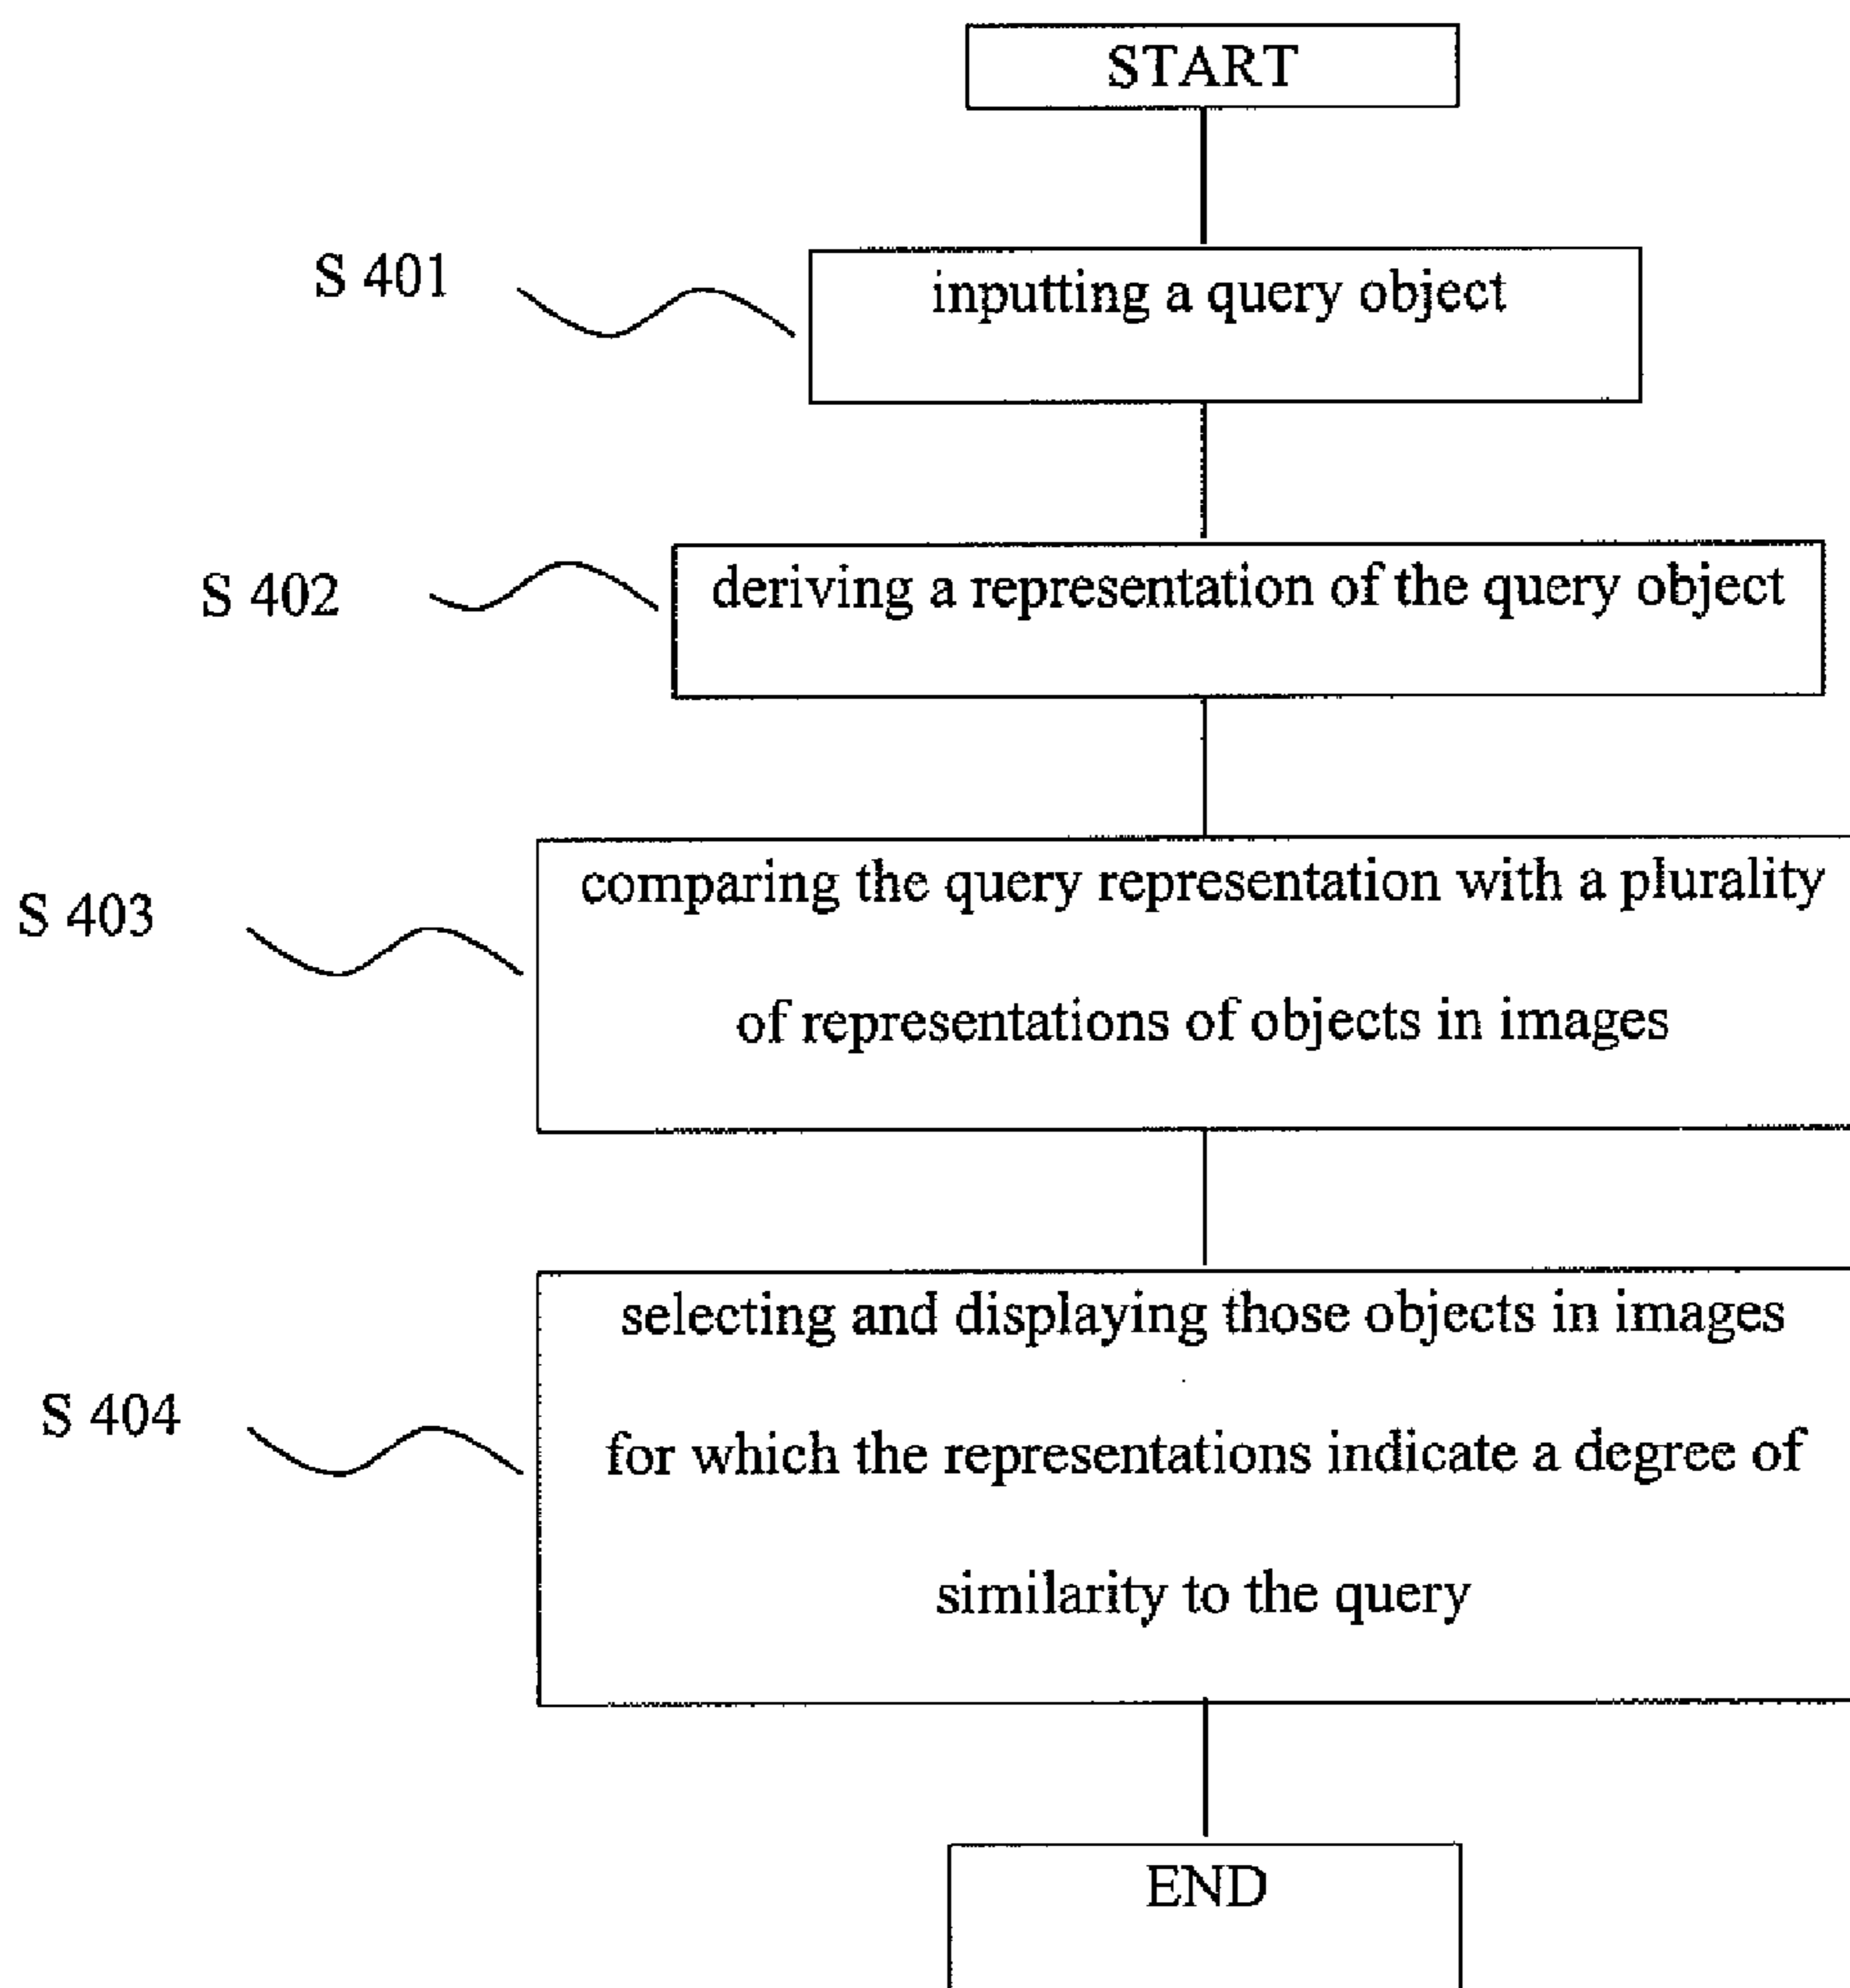 START
S 401
inputting a query object
S 402
deriving a representation of the query object
S 403
comparing the query representation with a plurality
of representations of objects in images
S 404
selecting and displaying those objects in images
for which the representations indicate a degree of
similarity to the query
END